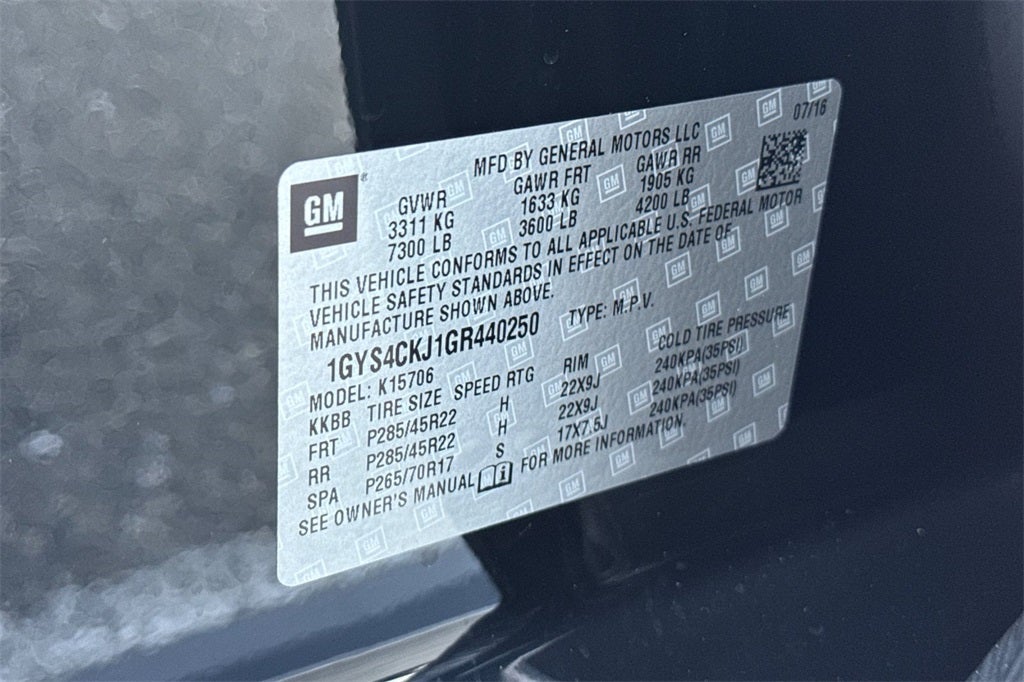 07/16
MFD BY GENERAL MOTORS LLC
GM
GVWR GAWR FRT GAWR RR
3311 KG 1633 KG 1905 KG
7300 LB 3600 LB 4200 LB
THIS VEHICLE CONFORMS TO ALL APPLICABLE U.S. FEDERAL MOTOR
VEHICLE SAFETY STANDARDS IN EFFECT ON THE DATE OF
MANUFACTURE SHOWN ABOVE.
1GYS4CKJ1GR440250 TYPE: M.P.V.
MODEL: K15706
KKBB TIRE SIZE SPEED RTG RIM COLD TIRE PRESSURE
FRT P285/45R22 H 22X9J 240KPA(35PSI)
RR P285/45R22 H 22X9J 240KPA(35PSI)
SPA P265/70R17 S 17X7.5J 240KPA(35PSI)
SEE OWNER'S MANUAL FOR MORE INFORMATION.